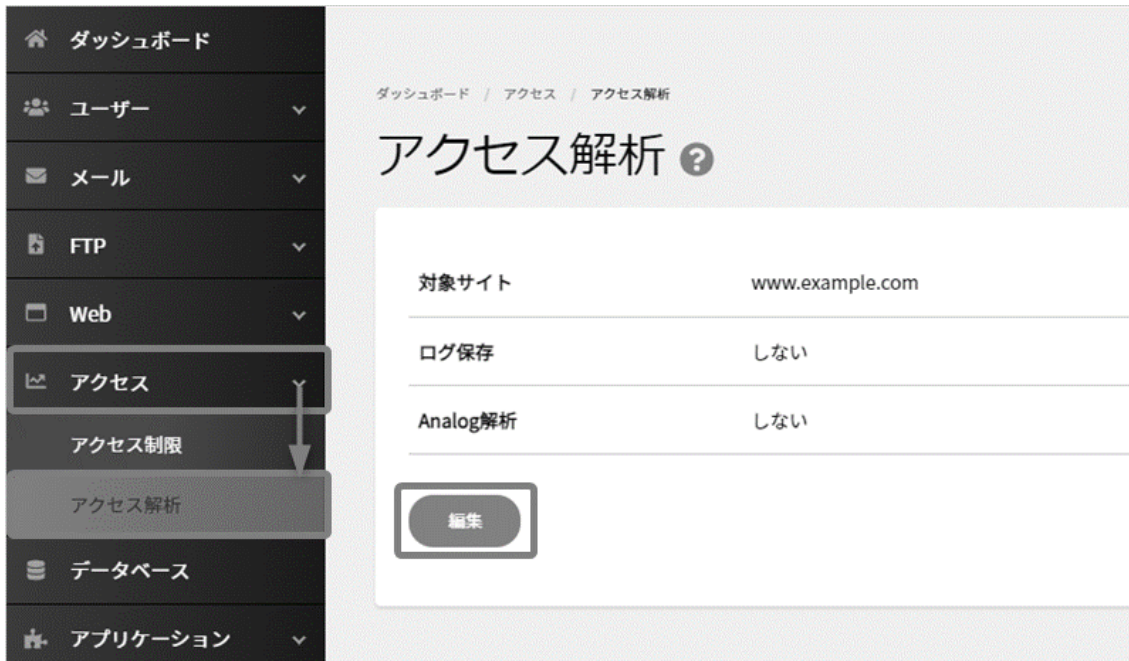 ダッシュボード
ユーザー
メール
FTP
Web
アクセス
アクセス制限
アクセス解析
データベース
アプリケーション
ダッシュボード / アクセス / アクセス解析
アクセス解析 ?
対象サイト www.example.com
ログ保存 しない
Analog解析 しない
編集